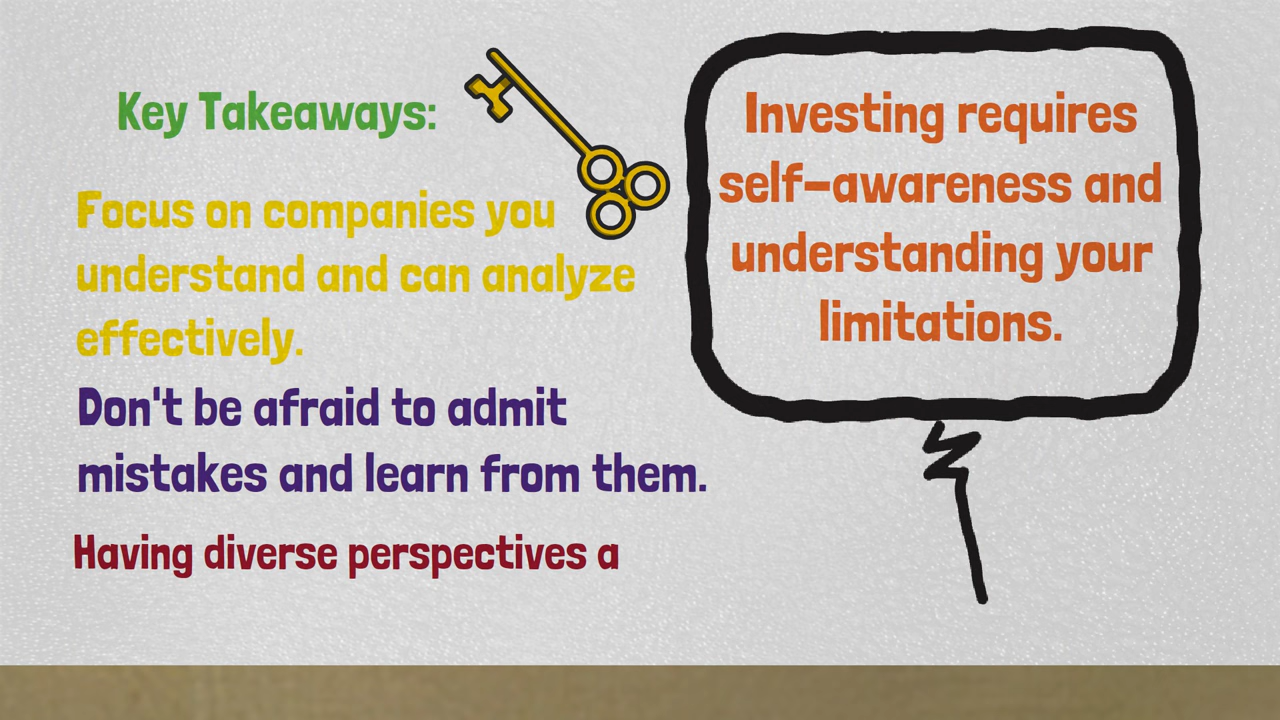 Key Takeaways:
Focus on companies you
understand and can analyze
effectively.
Don't be afraid to admit
mistakes and learn from them.
Having diverse perspectives a
Investing requires
self-awareness and
understanding your
limitations.